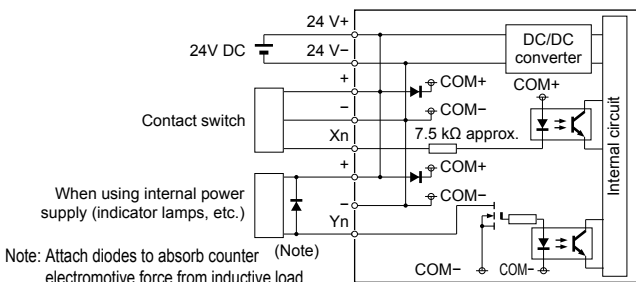 24 V+
24V DC
24 V−
DC/DC
converter
+
COM+
COM+
−
COM−
Contact switch
Xn
7.5 kΩ approx.
Internal circuit
+
COM+
When using internal power
supply (indicator lamps, etc.)
−
COM−
Yn
(Note)
Note: Attach diodes to absorb counter
electromotive force from inductive load
COM−
COM−